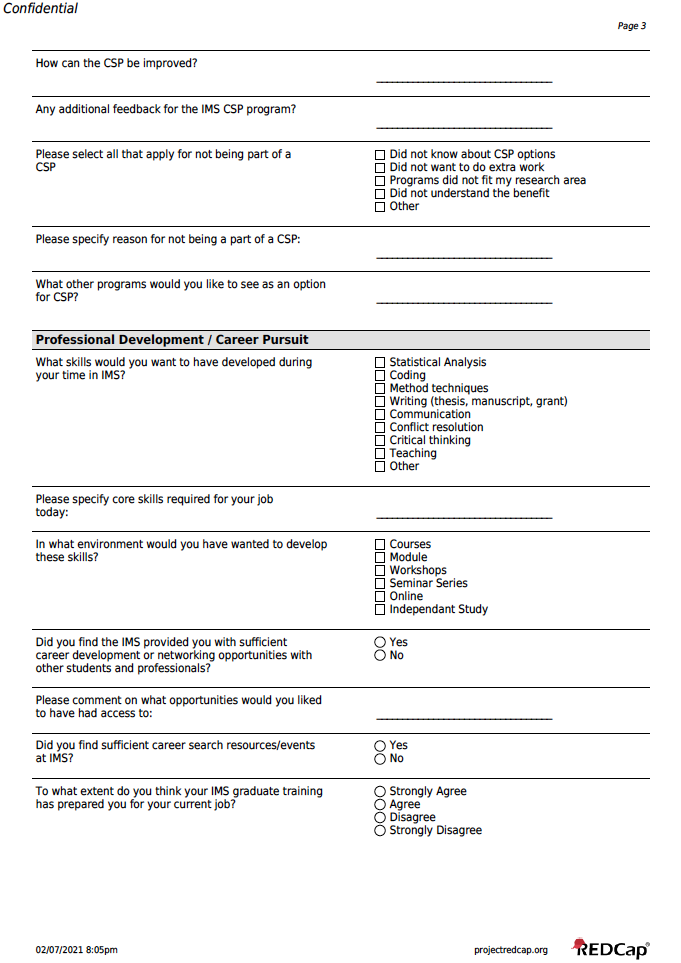 Confidential
Page 3
How can the CSP be improved?
Any additional feedback for the IMS CSP program?
Please select all that apply for not being part of a
CSP
Did not know about CSP options
Did not want to do extra work
Programs did not fit my research area
Did not understand the benefit
Other
Please specify reason for not being a part of a CSP:
What other programs would you like to see as an option
for CSP?
Professional Development / Career Pursuit
What skills would you want to have developed during
your time in IMS?
Statistical Analysis
Coding
Method techniques
Writing (thesis, manuscript, grant)
Communication
Conflict resolution
Critical thinking
Teaching
Other
Please specify core skills required for your job
today:
In what environment would you have wanted to develop
these skills?
Courses
Module
Workshops
Seminar Series
Online
Independant Study
Did you find the IMS provided you with sufficient
career development or networking opportunities with
other students and professionals?
Yes
No
Please comment on what opportunities would you liked
to have had access to:
Did you find sufficient career search resources/events
at IMS?
Yes
No
To what extent do you think your IMS graduate training
has prepared you for your current job?
Strongly Agree
Agree
Disagree
Strongly Disagree
02/07/2021 8:05pm
projectredcap.org
REDCap®